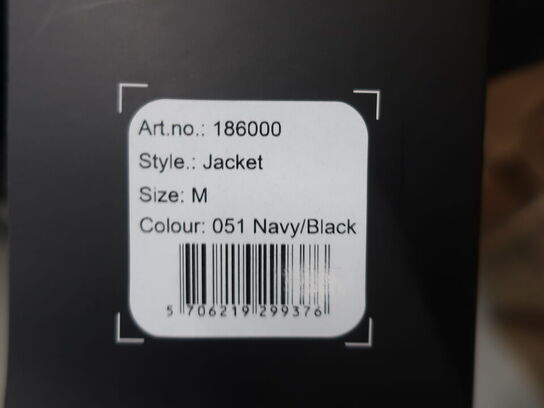 Art.no.: 186000
Style.: Jacket
Size: M
Colour: 051 Navy/Black
5 706219 299376